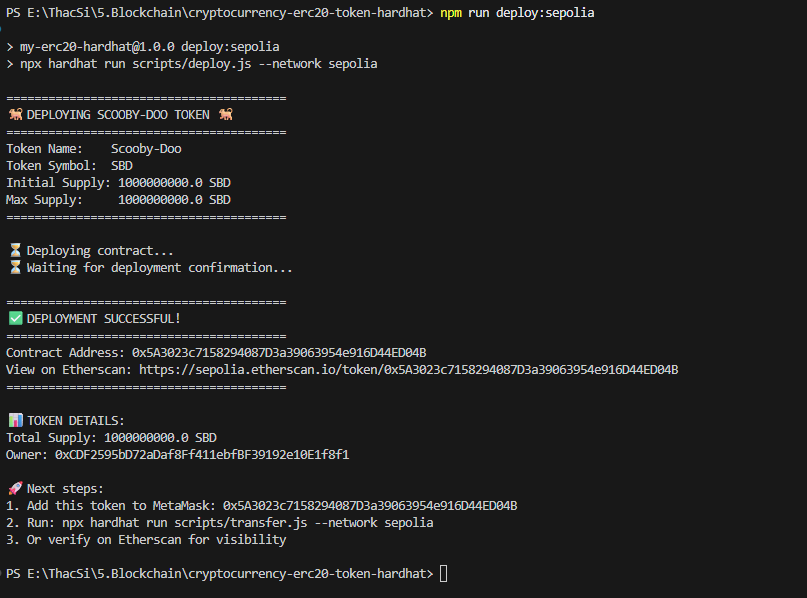 PS E:\ThacSi\5.Blockchain\cryptocurrency-erc20-token-hardhat> npm run deploy:sepolia
> my-erc20-hardhat@1.0.0 deploy:sepolia
> npx hardhat run scripts/deploy.js --network sepolia
========================================
🐕 DEPLOYING SCOOBY-DOO TOKEN 🐕
========================================
Token Name:    Scooby-Doo
Token Symbol:  SBD
Initial Supply: 1000000000.0 SBD
Max Supply:     1000000000.0 SBD
========================================
⏳ Deploying contract...
⏳ Waiting for deployment confirmation...
========================================
✅ DEPLOYMENT SUCCESSFUL!
========================================
Contract Address: 0x5A3023c7158294087D3a39063954e916D44ED04B
View on Etherscan: https://sepolia.etherscan.io/token/0x5A3023c7158294087D3a39063954e916D44ED04B
========================================
📊 TOKEN DETAILS:
Total Supply: 1000000000.0 SBD
Owner: 0xCDF2595bD72aDaf8Ff411ebfBF39192e10E1f8f1
🚀 Next steps:
1. Add this token to MetaMask: 0x5A3023c7158294087D3a39063954e916D44ED04B
2. Run: npx hardhat run scripts/transfer.js --network sepolia
3. Or verify on Etherscan for visibility
PS E:\ThacSi\5.Blockchain\cryptocurrency-erc20-token-hardhat>